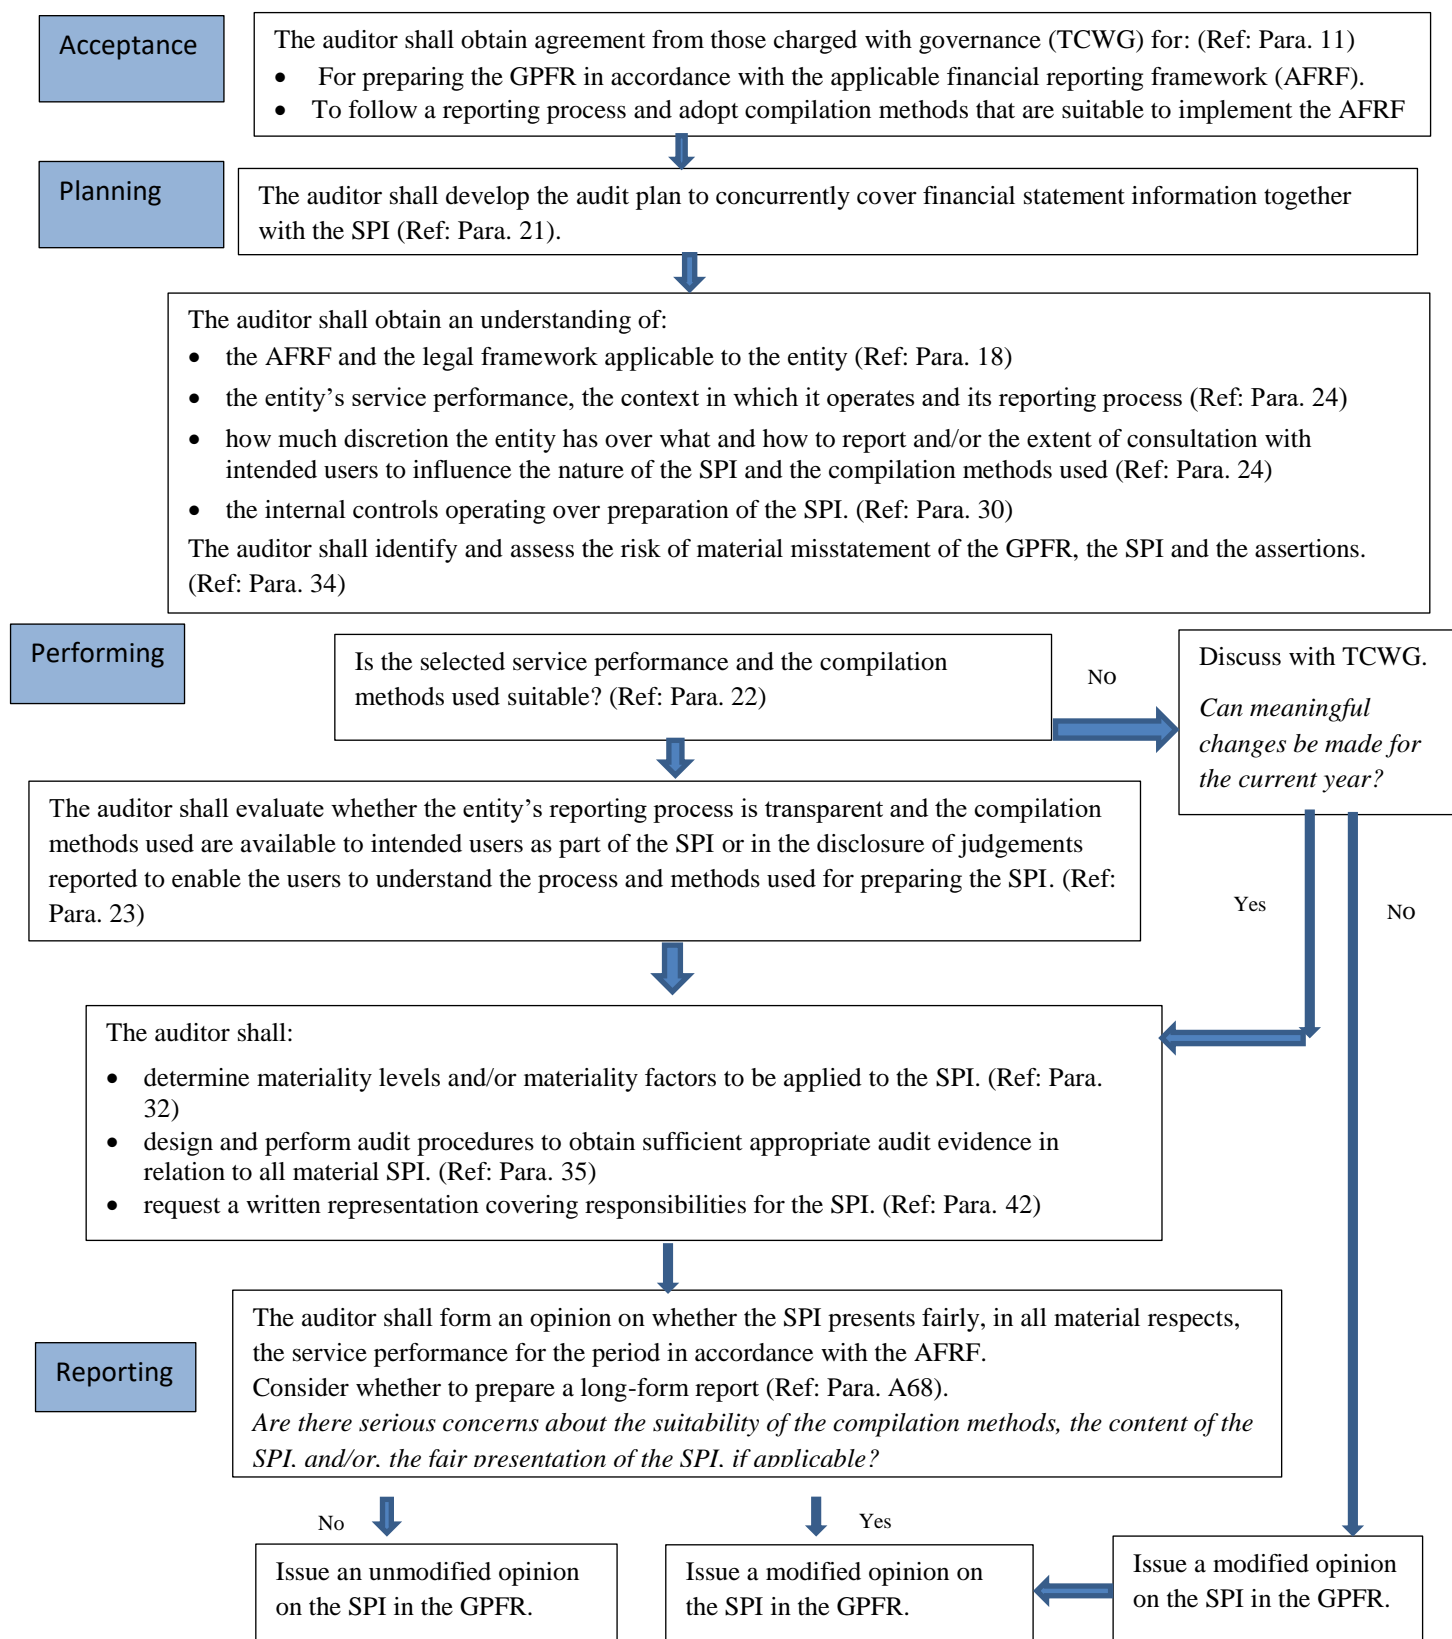 Acceptance
The auditor shall obtain agreement from those charged with governance (TCWG) for: (Ref: Para. 11)
• For preparing the GPFR in accordance with the applicable financial reporting framework (AFRF).
• To follow a reporting process and adopt compilation methods that are suitable to implement the AFRF
Planning
The auditor shall develop the audit plan to concurrently cover financial statement information together
with the SPI (Ref: Para. 21).
The auditor shall obtain an understanding of:
• the AFRF and the legal framework applicable to the entity (Ref: Para. 18)
• the entity’s service performance, the context in which it operates and its reporting process (Ref: Para. 24)
• how much discretion the entity has over what and how to report and/or the extent of consultation with
intended users to influence the nature of the SPI and the compilation methods used (Ref: Para. 24)
• the internal controls operating over preparation of the SPI. (Ref: Para. 30)
The auditor shall identify and assess the risk of material misstatement of the GPFR, the SPI and the assertions.
(Ref: Para. 34)
Performing
Is the selected service performance and the compilation
methods used suitable? (Ref: Para. 22)
No
Discuss with TCWG.
Can meaningful
changes be made for
the current year?
The auditor shall evaluate whether the entity’s reporting process is transparent and the compilation
methods used are available to intended users as part of the SPI or in the disclosure of judgements
reported to enable the users to understand the process and methods used for preparing the SPI. (Ref:
Para. 23)
Yes
No
The auditor shall:
• determine materiality levels and/or materiality factors to be applied to the SPI. (Ref: Para.
32)
• design and perform audit procedures to obtain sufficient appropriate audit evidence in
relation to all material SPI. (Ref: Para. 35)
• request a written representation covering responsibilities for the SPI. (Ref: Para. 42)
Reporting
The auditor shall form an opinion on whether the SPI presents fairly, in all material respects,
the service performance for the period in accordance with the AFRF.
Consider whether to prepare a long-form report (Ref: Para. A68).
Are there serious concerns about the suitability of the compilation methods, the content of the
SPI, and/or, the fair presentation of the SPI, if applicable?
No
Yes
Issue an unmodified opinion
on the SPI in the GPFR.
Issue a modified opinion on
the SPI in the GPFR.
Issue a modified opinion
on the SPI in the GPFR.